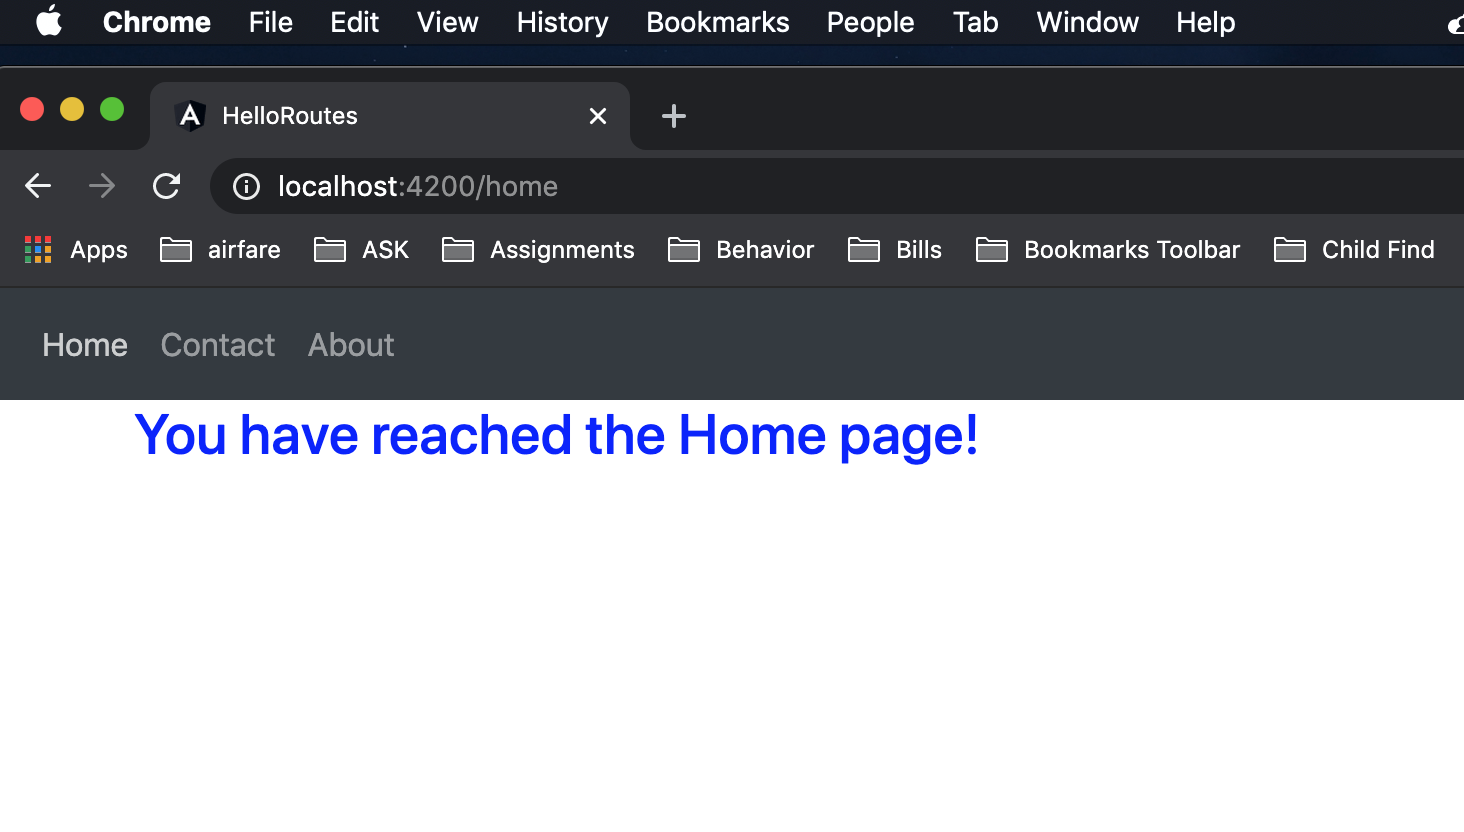 Chrome File Edit View History Bookmarks People Tab Window Help
HelloRoutes
localhost:4200/home
Apps airfare ASK Assignments Behavior Bills Bookmarks Toolbar Child Find
Home Contact About
You have reached the Home page!